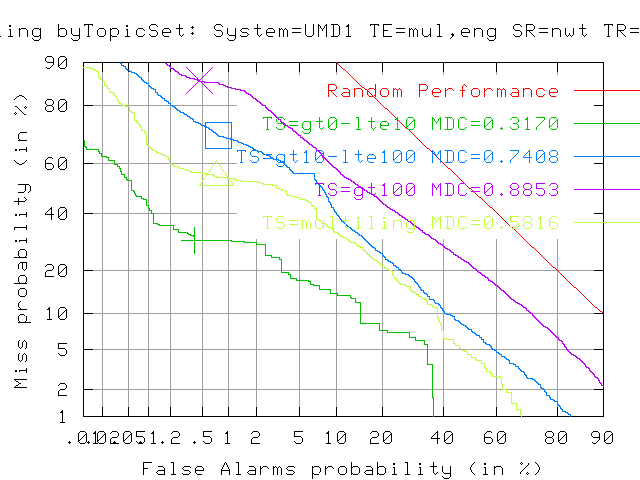 ling byTopicSet: System=UMD1 TE=mul,eng SR=nwt TR=
90
80
60
40
20
10
5
2
1
Miss probability (in %)
Random Performance
TS=gt0-lte10 MDC=0.3170
TS=gt10-lte100 MDC=0.7408
TS=gt100 MDC=0.8853
TS=multiling MDC=0.5816
.5 1 2 5 10 20 40 60 80 90
False Alarms probability (in %)